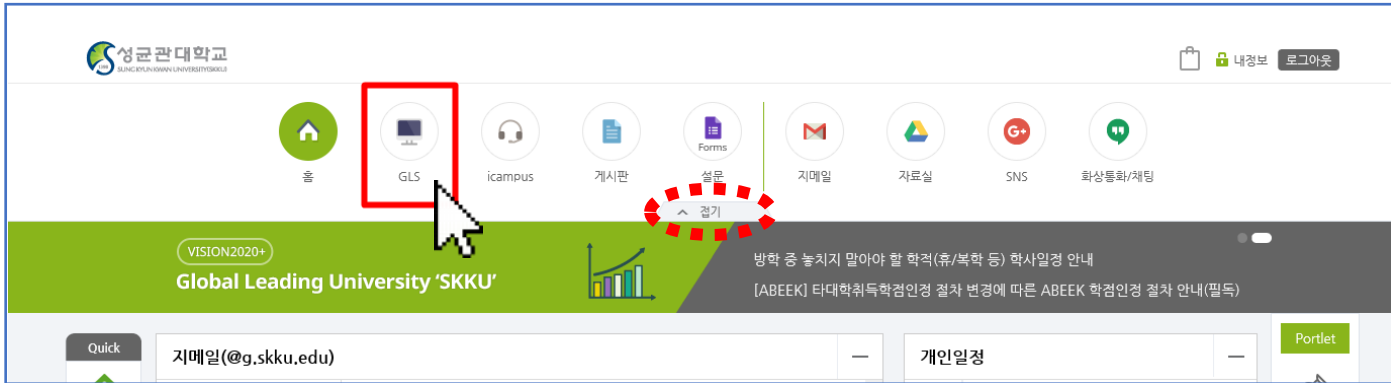 성균관대학교
SUNGKYUNKWAN UNIVERSITY(SKKU)
내정보 로그아웃
Forms
홈 GLS icampus 게시판 설문 지메일 자료실 SNS 화상통화/채팅
접기
VISION2020+
Global Leading University ‘SKKU’
방학 중 놓치지 말아야 할 학적(휴/복학 등) 학사일정 안내
[ABEEK] 타대학취득학점인정 절차 변경에 따른 ABEEK 학점인정 절차 안내(필독)
Quick
지메일(@g.skku.edu)
개인일정
Portlet